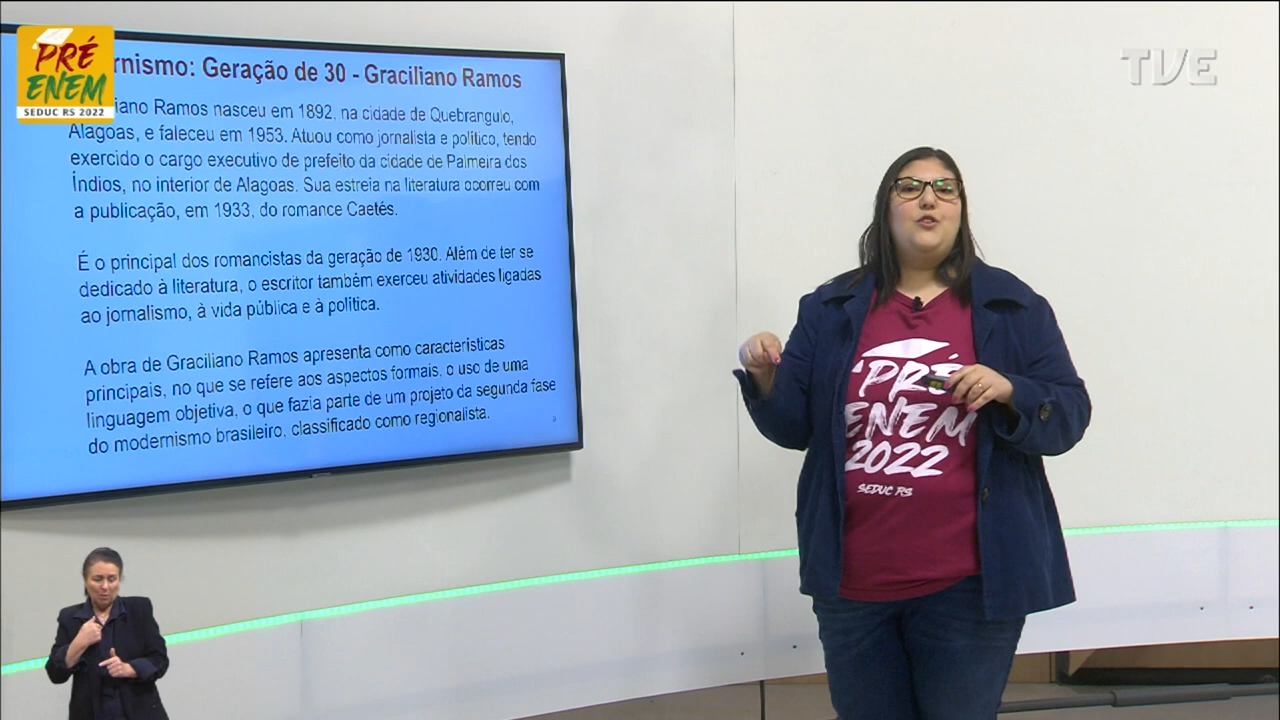 PRÉ
ENEM
SEDUC RS 2022
TVE
rnismo: Geração de 30 - Graciliano Ramos
iano Ramos nasceu em 1892, na cidade de Quebrangulo,
Alagoas, e faleceu em 1953. Atuou como jornalista e político, tendo
exercido o cargo executivo de prefeito da cidade de Palmeira dos
Índios, no interior de Alagoas. Sua estreia na literatura ocorreu com
a publicação, em 1933, do romance Caetés.
É o principal dos romancistas da geração de 1930. Além de ter se
dedicado à literatura, o escritor também exerceu atividades ligadas
ao jornalismo, à vida pública e à política.
A obra de Graciliano Ramos apresenta como características
principais, no que se refere aos aspectos formais, o uso de uma
linguagem objetiva, o que fazia parte de um projeto da segunda fase
do modernismo brasileiro, classificado como regionalista.
'PRÉ
ENEM
2022
SEDUC RS